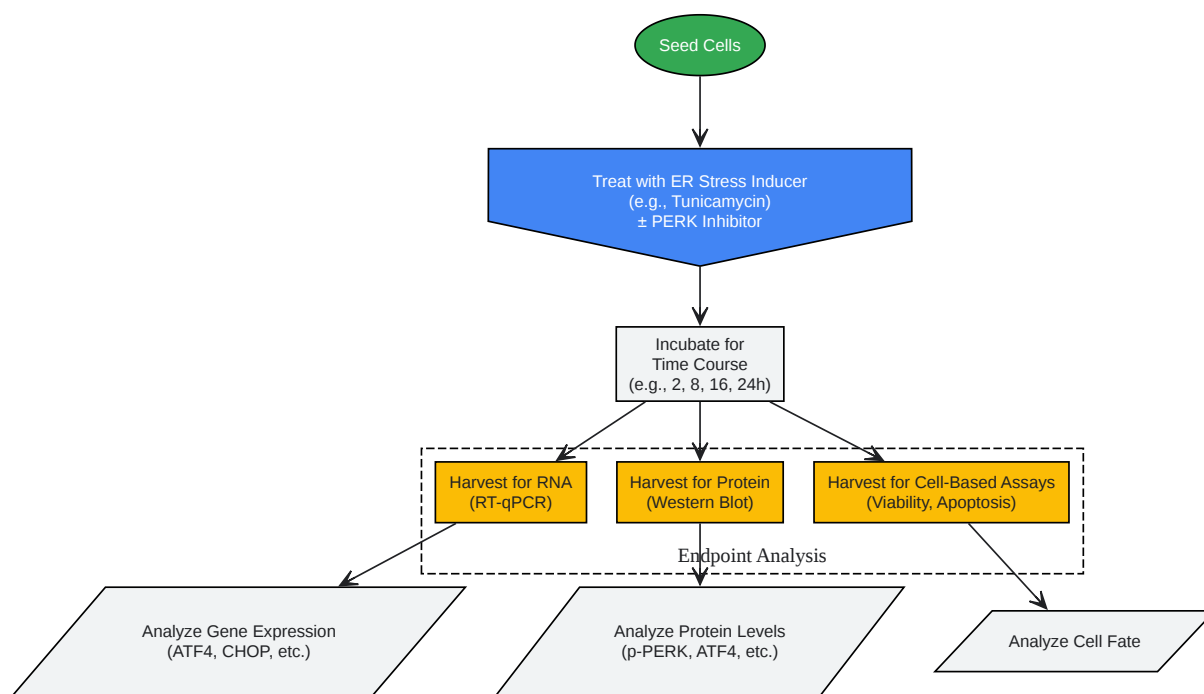 Seed Cells
Treat with ER Stress Inducer
(e.g., Tunicamycin)
± PERK Inhibitor
Incubate for
Time Course
(e.g., 2, 8, 16, 24h)
Harvest for RNA
(RT-qPCR)
Harvest for Protein
(Western Blot)
Harvest for Cell-Based Assays
(Viability, Apoptosis)
Endpoint Analysis
Analyze Gene Expression
(ATF4, CHOP, etc.)
Analyze Protein Levels
(p-PERK, ATF4, etc.)
Analyze Cell Fate